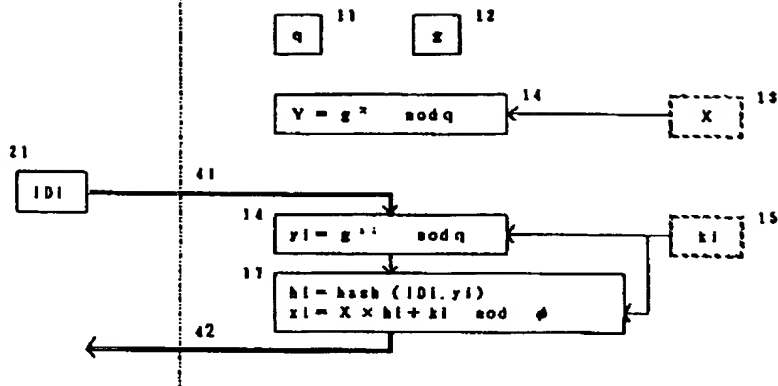 11 12
q g
14 13
Y = g^x mod q X
21
IDi 41
14 15
yi = g^ki mod q ki
17
hi = hash (IDi, yi)
xi = X × hi + ki mod φ
42